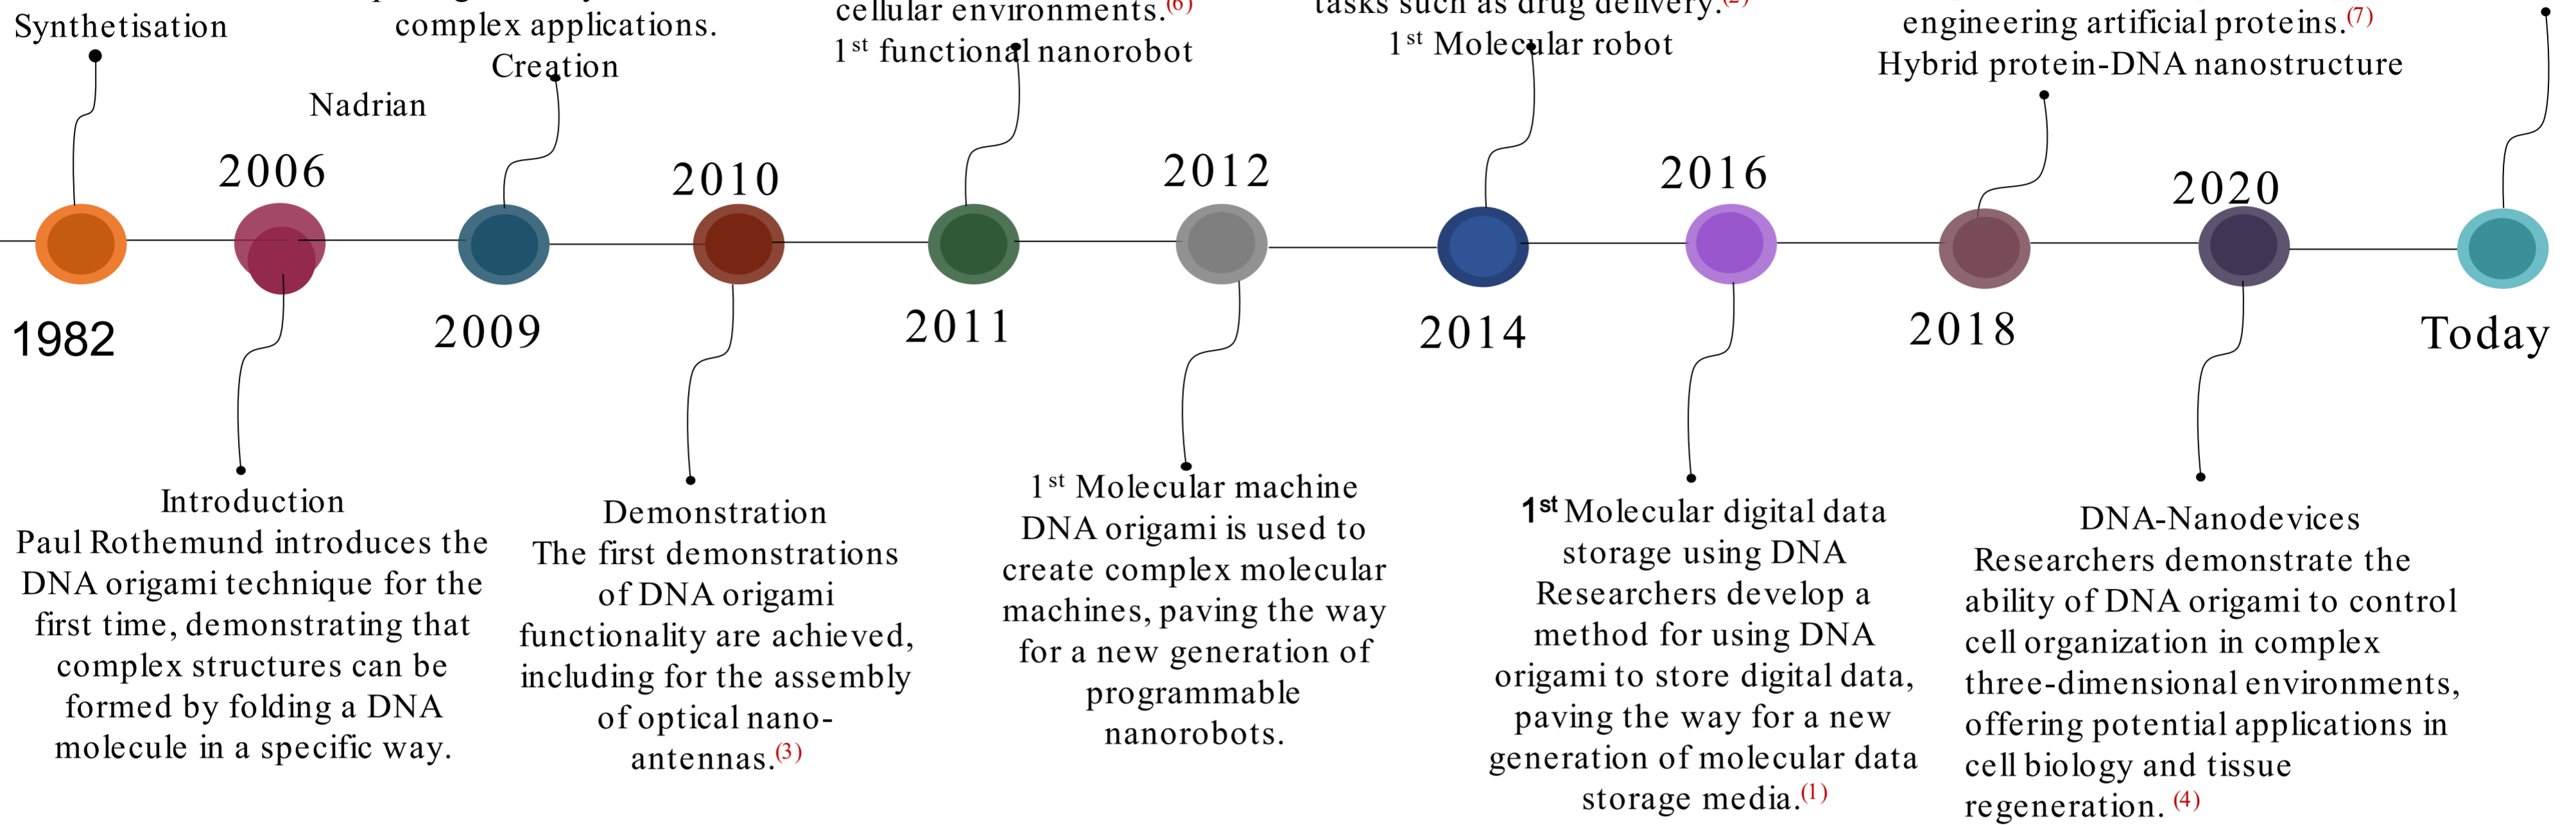 Synthetisation
complex applications.
Creation
Nadrian
cellular environments.(6)
1st functional nanorobot
tasks such as drug delivery.(2)
1st Molecular robot
engineering artificial proteins.(7)
Hybrid protein-DNA nanostructure
2006
2010
2012
2016
2020
1982
2009
2011
2014
2018
Today
Introduction
Paul Rothemund introduces the
DNA origami technique for the
first time, demonstrating that
complex structures can be
formed by folding a DNA
molecule in a specific way.
Demonstration
The first demonstrations
of DNA origami
functionality are achieved,
including for the assembly
of optical nano-
antennas.(3)
1st Molecular machine
DNA origami is used to
create complex molecular
machines, paving the way
for a new generation of
programmable
nanorobots.
1st Molecular digital data
storage using DNA
Researchers develop a
method for using DNA
origami to store digital data,
paving the way for a new
generation of molecular data
storage media.(1)
DNA-Nanodevices
Researchers demonstrate the
ability of DNA origami to control
cell organization in complex
three-dimensional environments,
offering potential applications in
cell biology and tissue
regeneration. (4)